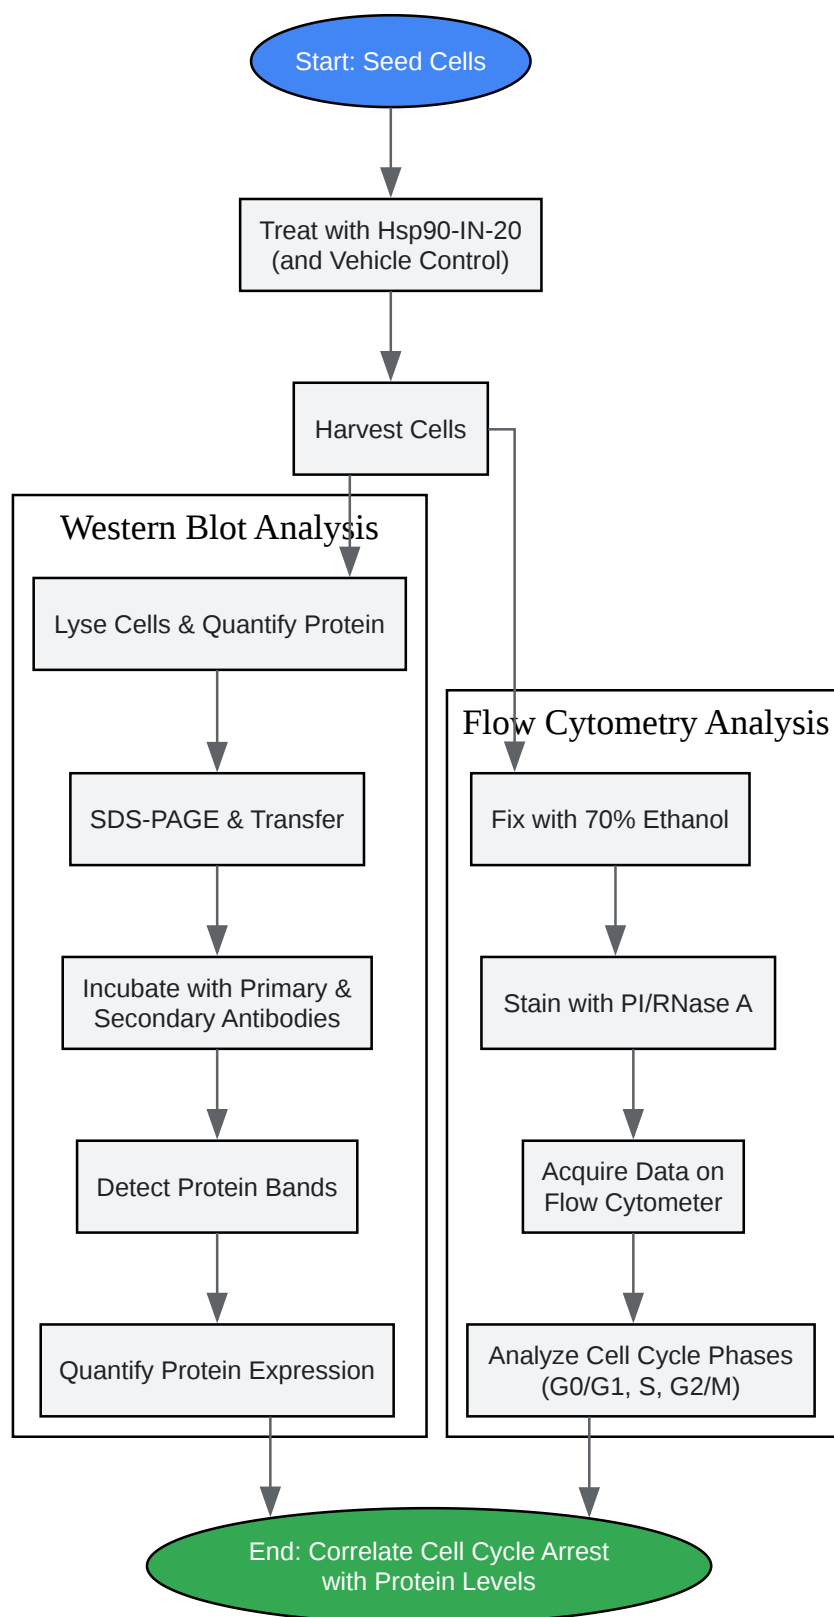 Start: Seed Cells
Treat with Hsp90-IN-20
(and Vehicle Control)
Harvest Cells
Western Blot Analysis
Lyse Cells & Quantify Protein
SDS-PAGE & Transfer
Incubate with Primary &
Secondary Antibodies
Detect Protein Bands
Quantify Protein Expression
Flow Cytometry Analysis
Fix with 70% Ethanol
Stain with PI/RNase A
Acquire Data on
Flow Cytometer
Analyze Cell Cycle Phases
(G0/G1, S, G2/M)
End: Correlate Cell Cycle Arrest
with Protein Levels